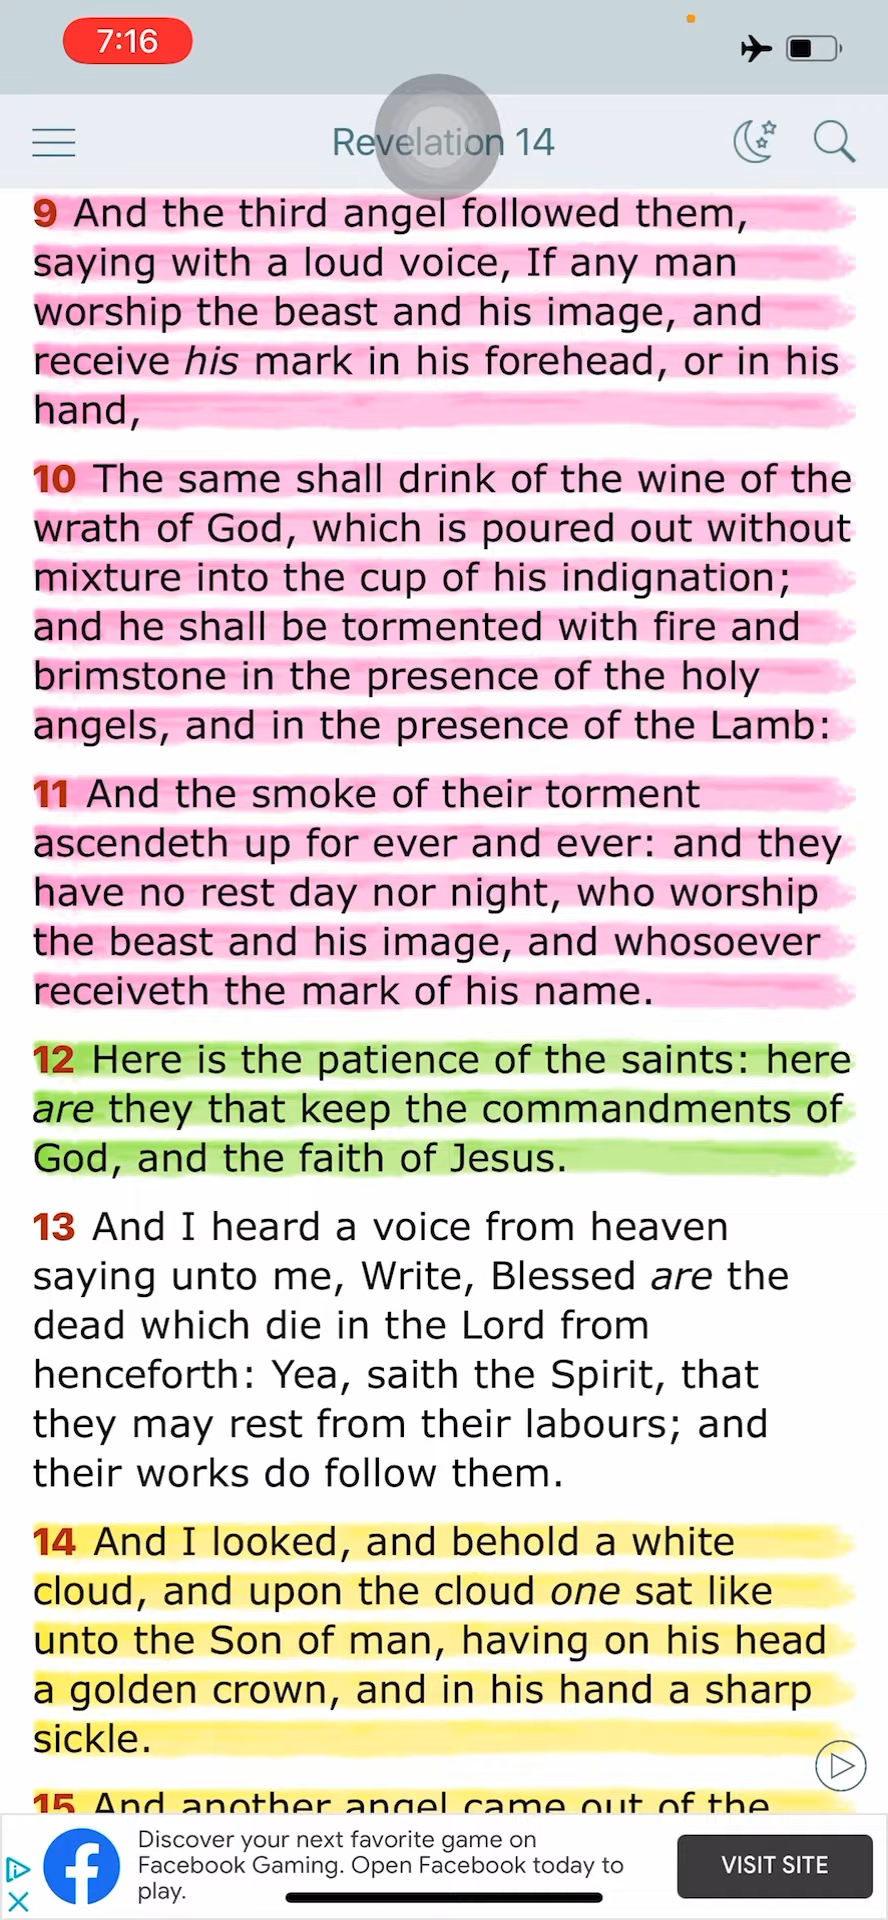 7:16
Revelation 14
9 And the third angel followed them,
saying with a loud voice, If any man
worship the beast and his image, and
receive his mark in his forehead, or in his
hand,
10 The same shall drink of the wine of the
wrath of God, which is poured out without
mixture into the cup of his indignation;
and he shall be tormented with fire and
brimstone in the presence of the holy
angels, and in the presence of the Lamb:
11 And the smoke of their torment
ascendeth up for ever and ever: and they
have no rest day nor night, who worship
the beast and his image, and whosoever
receiveth the mark of his name.
12 Here is the patience of the saints: here
are they that keep the commandments of
God, and the faith of Jesus.
13 And I heard a voice from heaven
saying unto me, Write, Blessed are the
dead which die in the Lord from
henceforth: Yea, saith the Spirit, that
they may rest from their labours; and
their works do follow them.
14 And I looked, and behold a white
cloud, and upon the cloud one sat like
unto the Son of man, having on his head
a golden crown, and in his hand a sharp
sickle.
15 And another angel came out of the
Discover your next favorite game on
Facebook Gaming. Open Facebook today to
play.
VISIT SITE